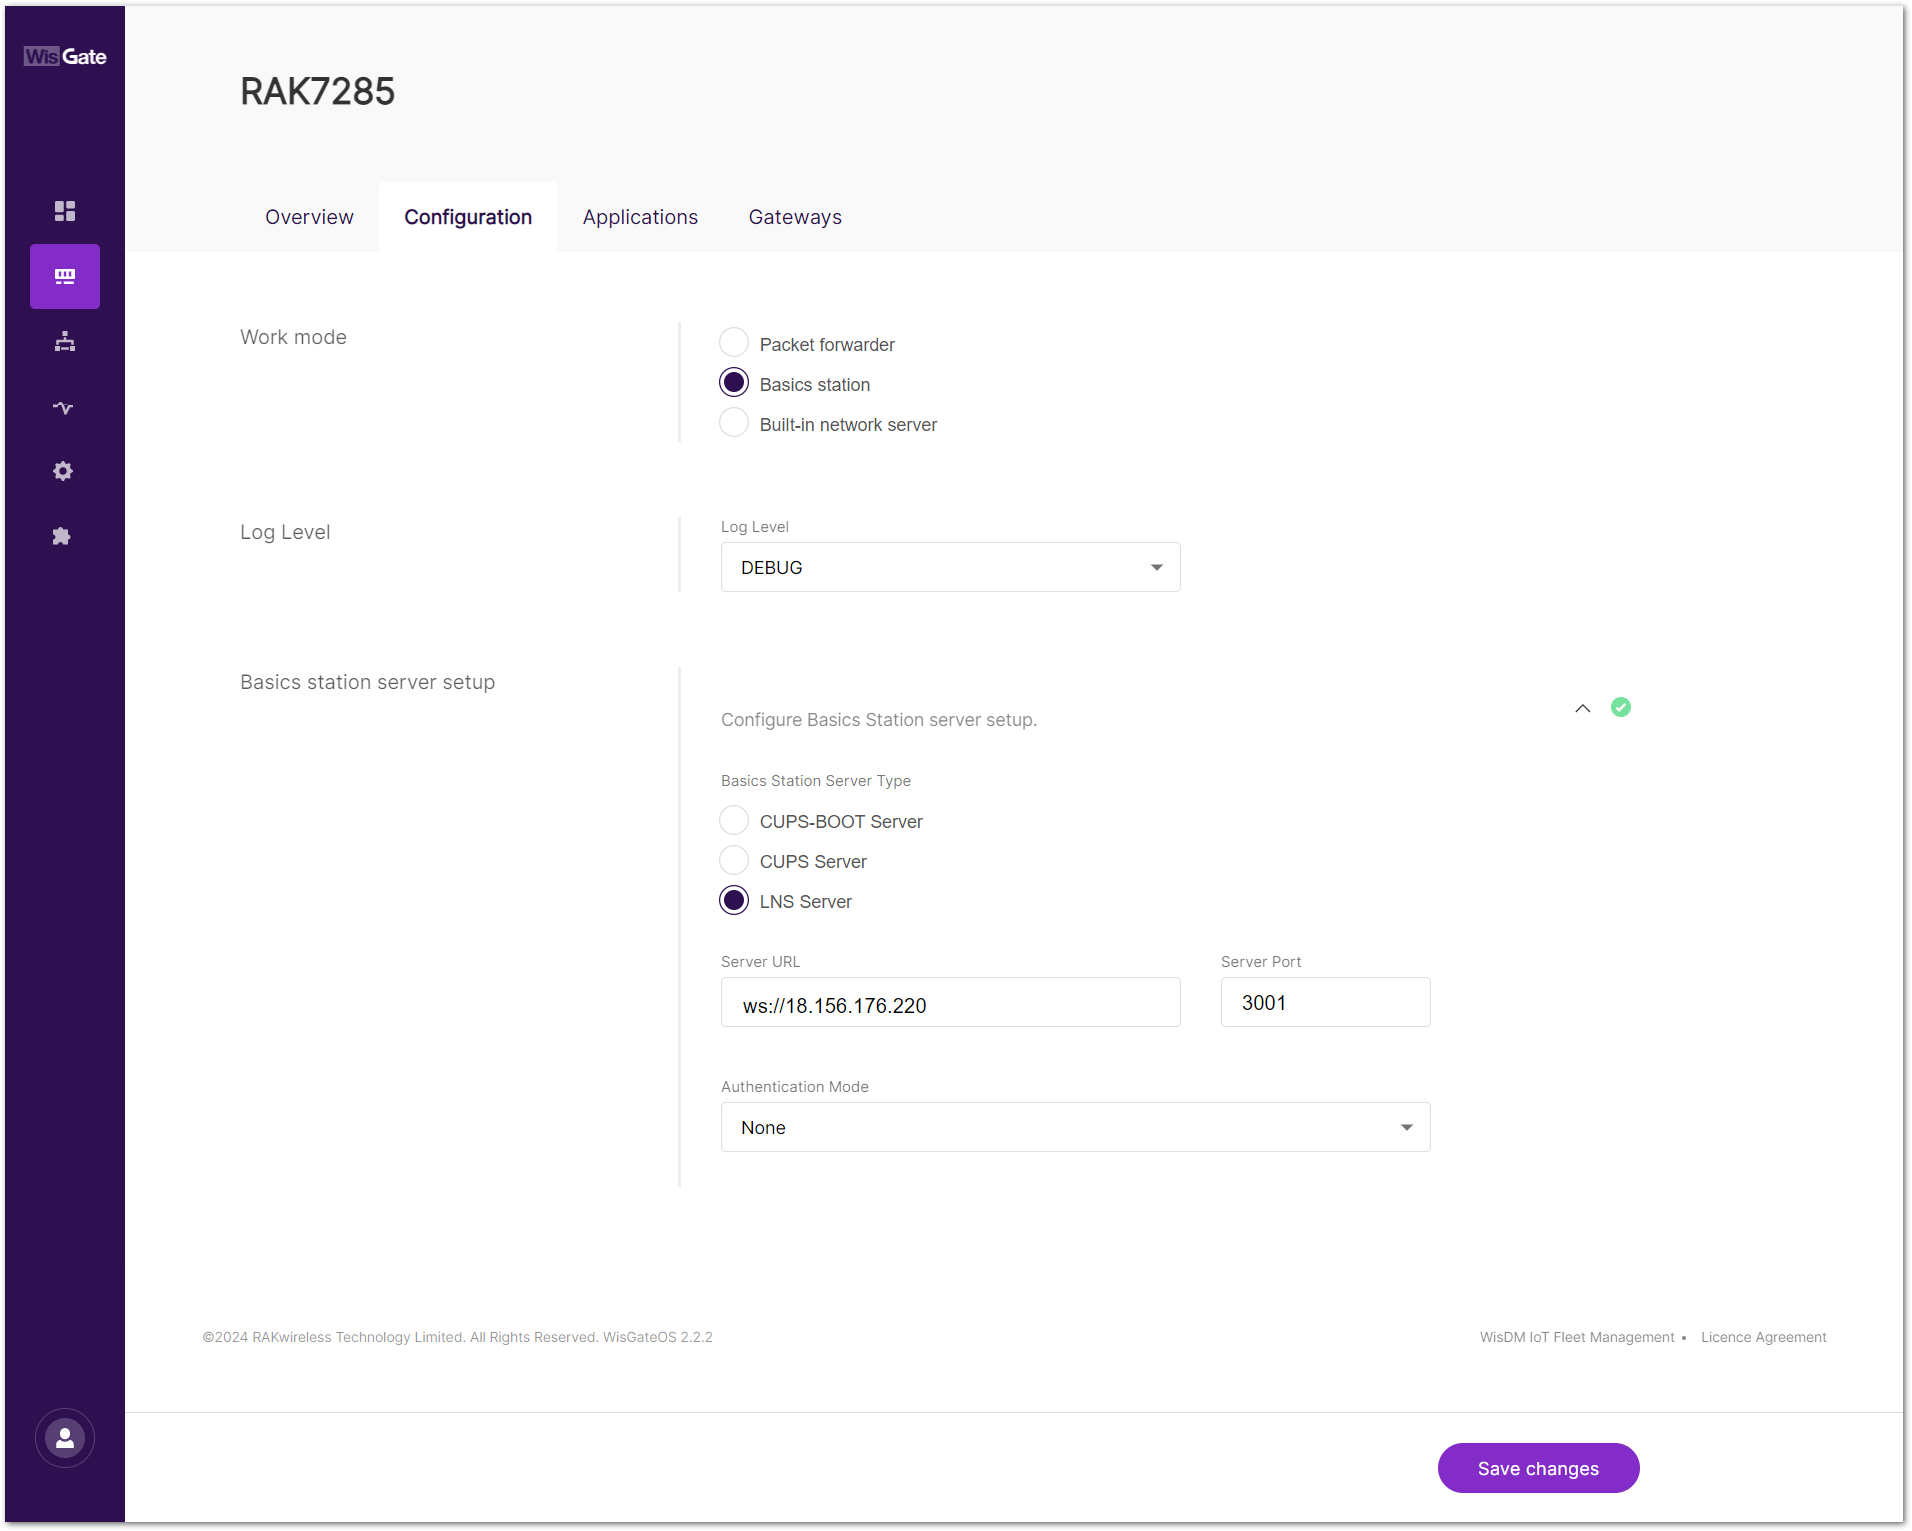 WisGate
RAK7285
Overview
Configuration
Applications
Gateways
Work mode
Packet forwarder
Basics station
Built-in network server
Log Level
Log Level
DEBUG
Basics station server setup
Configure Basics Station server setup.
Basics Station Server Type
CUPS-BOOT Server
CUPS Server
LNS Server
Server URL
Server Port
ws://18.156.176.220
3001
Authentication Mode
None
©2024 RAKwireless Technology Limited. All Rights Reserved. WisGateOS 2.2.2
WisDM IoT Fleet Management • Licence Agreement
Save changes